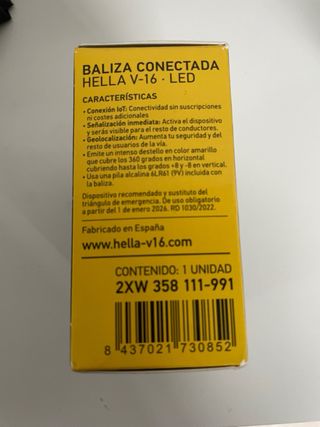 BALIZA CONECTADA
HELLA V-16 · LED
CARACTERÍSTICAS
• Conexión IoT: Conectividad sin suscripciones
ni costes adicionales
• Señalización inmediata: Activa el dispositivo
y serás visible para el resto de conductores.
• Geolocalización: Aumenta tu seguridad y del
resto de usuarios de la vía.
• Emite un intenso destello en color amarillo
que cubre los 360 grados en horizontal
cubriendo hasta los grados +8 y -8 en vertical.
• Usa una pila alcalina 6LR61 (9V) incluida con
la baliza.
Dispositivo recomendado y sustituto del
triángulo de emergencia. De uso obligatorio
a partir del 1 de enero 2026. RD 1030/2022.
Fabricado en España
www.hella-v16.com
CONTENIDO: 1 UNIDAD
2XW 358 111-991
8 437021 730852